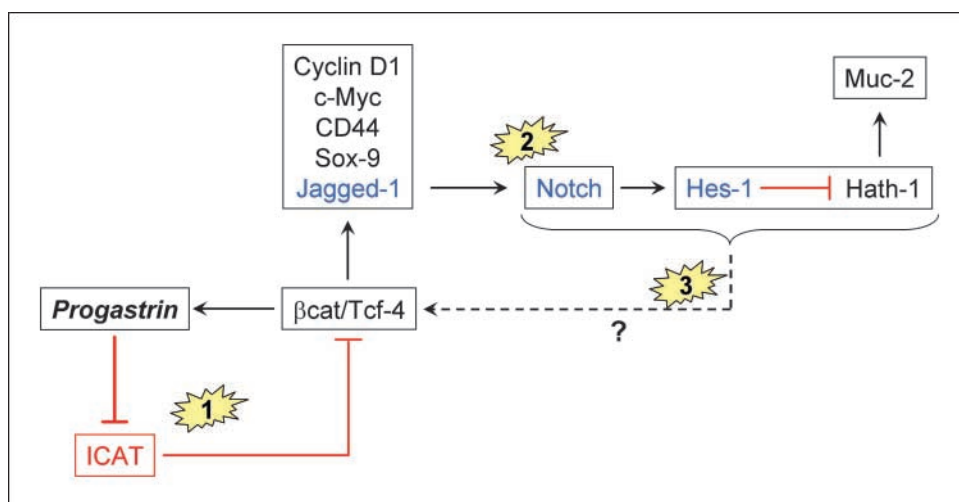 Cyclin D1
c-Myc
CD44
Sox-9
Jagged-1
Muc-2
2
Notch
Hes-1
Hath-1
3
Progastrin
βcat/Tcf-4
?
1
ICAT